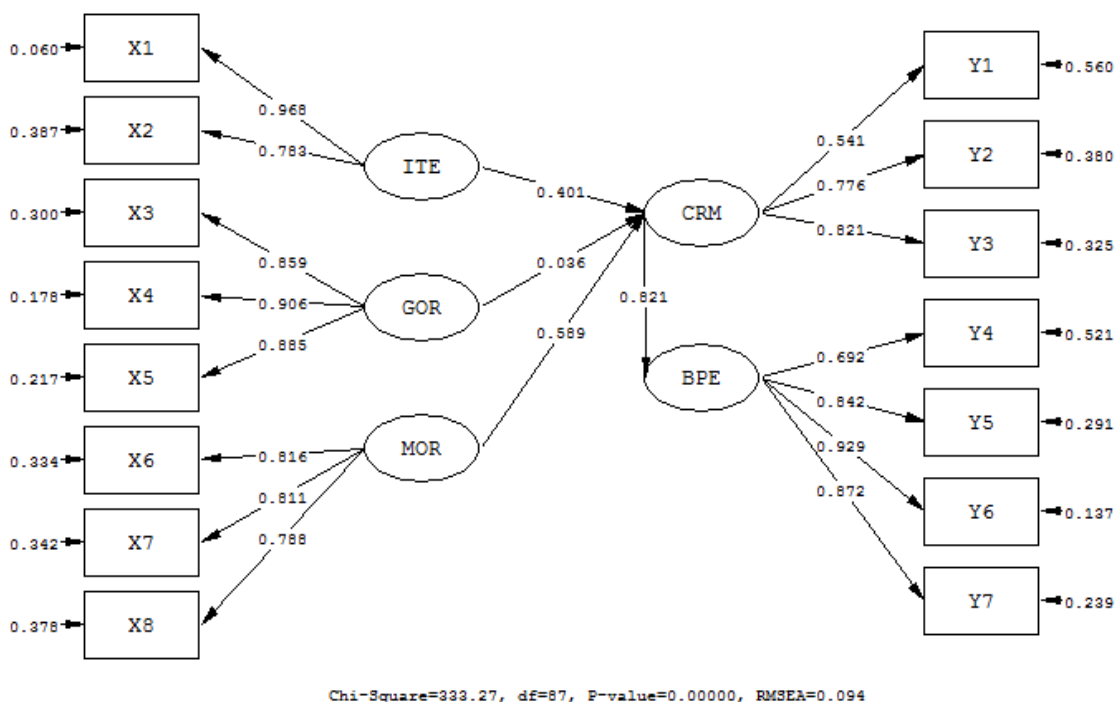 0.060 X1
0.387 X2
0.300 X3
0.178 X4
0.217 X5
0.334 X6
0.342 X7
0.378 X8
0.968
0.783
0.859
0.906
0.885
0.816
0.811
0.788
ITE
GOR
MOR
0.401
0.036
0.589
CRM
0.821
BPE
0.541
0.776
0.821
0.692
0.842
0.929
0.872
Y1 0.560
Y2 0.380
Y3 0.325
Y4 0.521
Y5 0.291
Y6 0.137
Y7 0.239
Chi-Square=333.27, df=87, P-value=0.00000, RMSEA=0.094